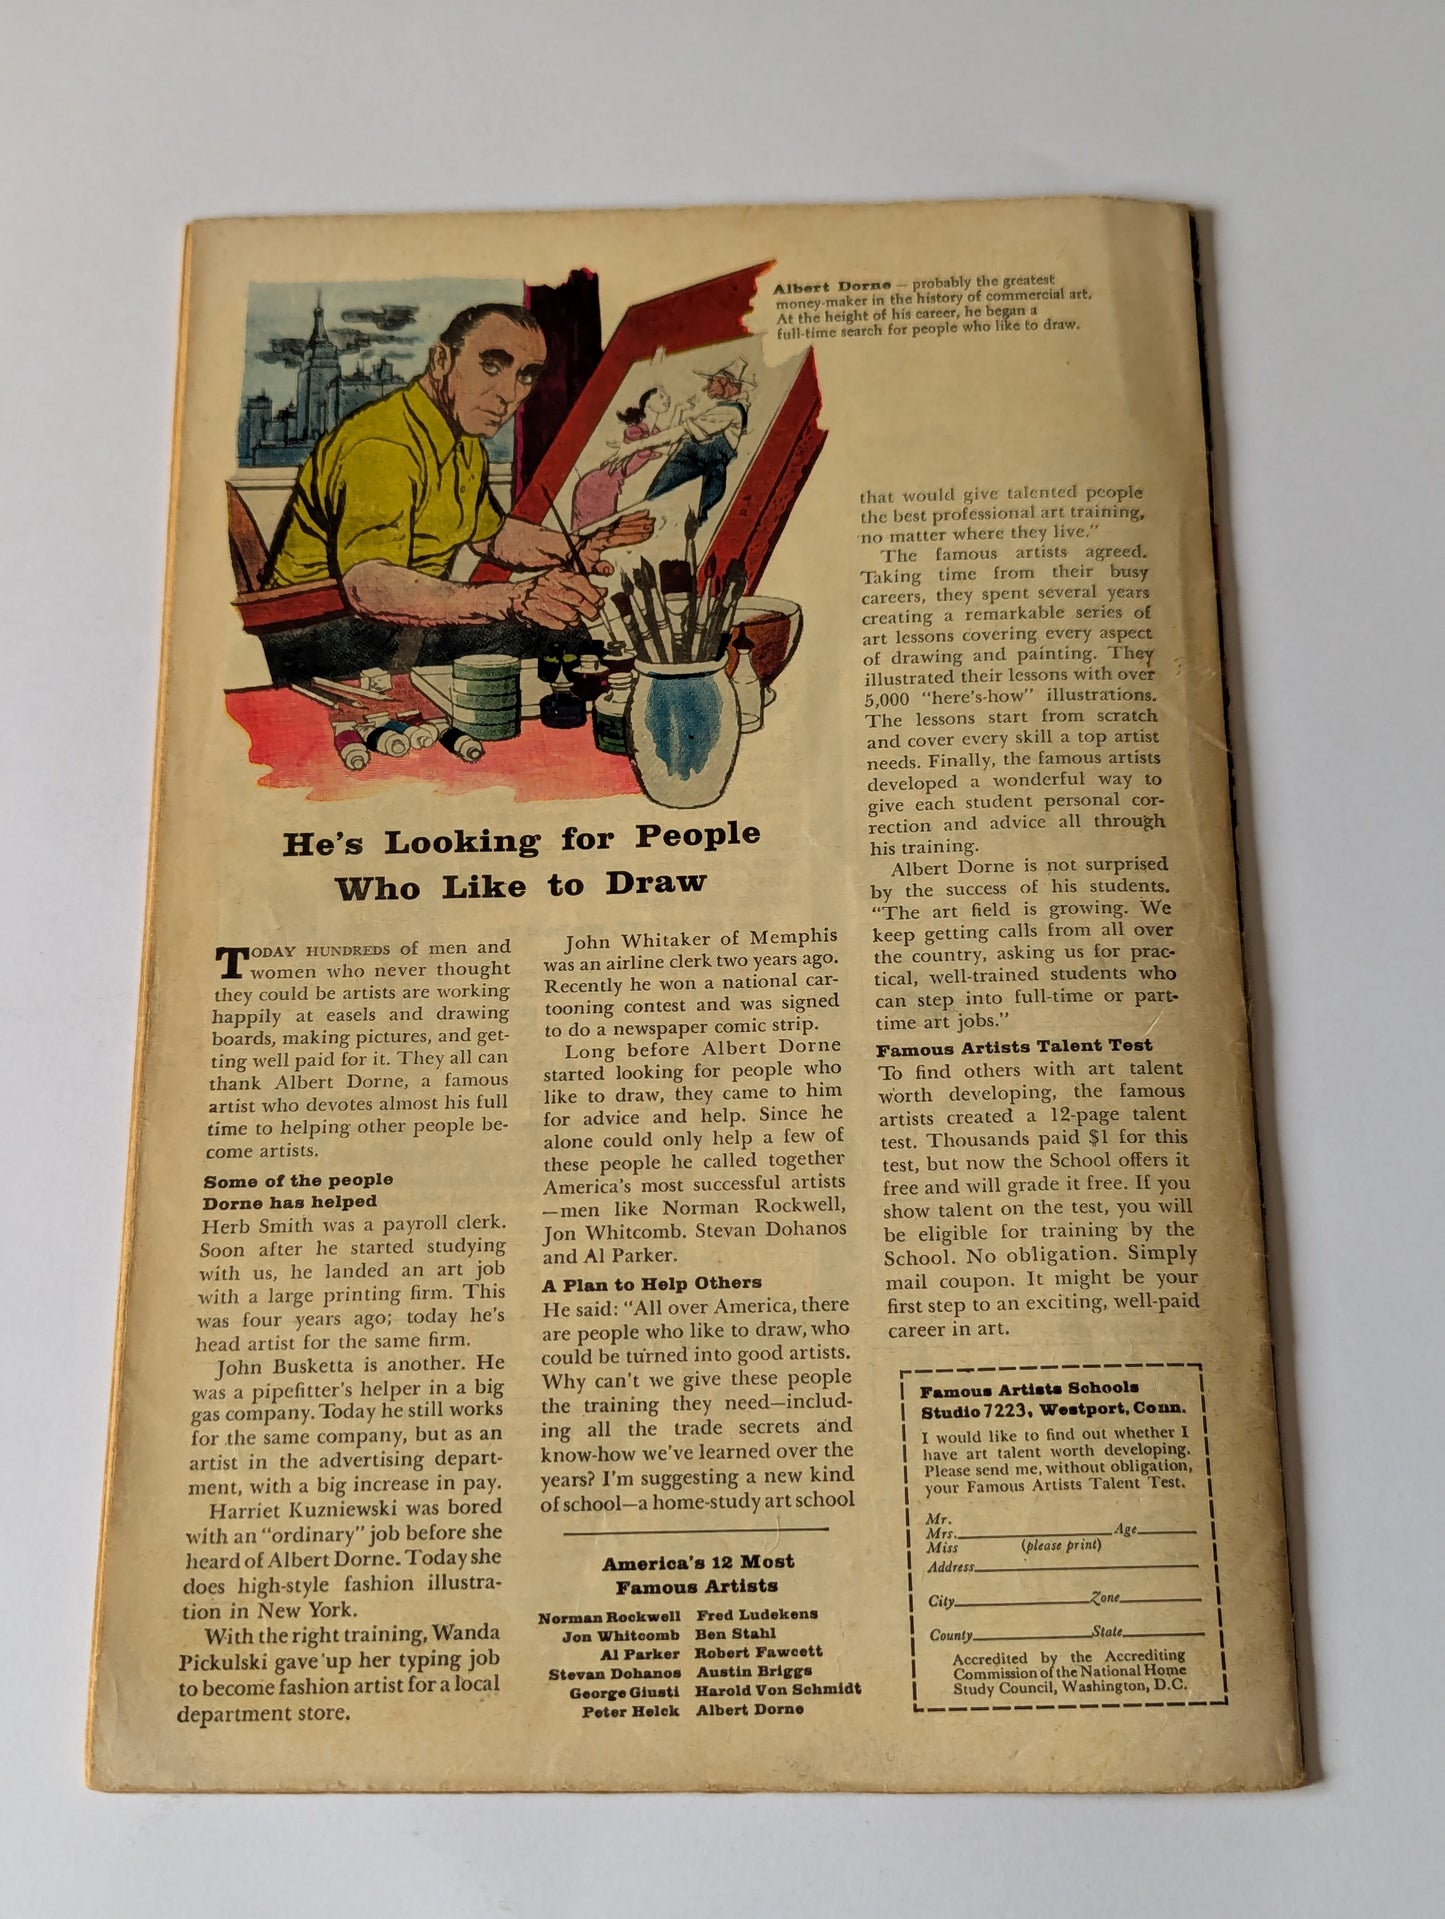 Albert Dorne — probably the greatest
money-maker in the history of commercial art.
At the height of his career, he began a
full-time search for people who like to draw.
He's Looking for People
Who Like to Draw
TODAY HUNDREDS of men and
women who never thought
they could be artists are working
happily at easels and drawing
boards, making pictures, and get-
ting well paid for it. They all can
thank Albert Dorne, a famous
artist who devotes almost his full
time to helping other people be-
come artists.
Some of the people
Dorne has helped
Herb Smith was a payroll clerk.
Soon after he started studying
with us, he landed an art job
with a large printing firm. This
was four years ago; today he's
head artist for the same firm.
John Busketta is another. He
was a pipefitter's helper in a big
gas company. Today he still works
for the same company, but as an
artist in the advertising depart-
ment, with a big increase in pay.
Harriet Kuzniewski was bored
with an "ordinary" job before she
heard of Albert Dorne. Today she
does high-style fashion illustra-
tion in New York.
With the right training, Wanda
Pickulski gave up her typing job
to become fashion artist for a local
department store.
John Whitaker of Memphis
was an airline clerk two years ago.
Recently he won a national car-
tooning contest and was signed
to do a newspaper comic strip.
Long before Albert Dorne
started looking for people who
like to draw, they came to him
for advice and help. Since he
alone could only help a few of
these people he called together
America's most successful artists
—men like Norman Rockwell,
Jon Whitcomb. Stevan Dohanos
and Al Parker.
A Plan to Help Others
He said: "All over America, there
are people who like to draw, who
could be turned into good artists.
Why can't we give these people
the training they need—includ-
ing all the trade secrets and
know-how we've learned over the
years? I'm suggesting a new kind
of school—a home-study art school
America's 12 Most
Famous Artists
Norman Rockwell Fred Ludekens
Jon Whitcomb Ben Stahl
Al Parker Robert Fawcett
Stevan Dohanos Austin Briggs
George Giusti Harold Von Schmidt
Peter Helck Albert Dorne
that would give talented people
the best professional art training,
no matter where they live."
The famous artists agreed.
Taking time from their busy
careers, they spent several years
creating a remarkable series of
art lessons covering every aspect
of drawing and painting. They
illustrated their lessons with over
5,000 "here's-how" illustrations.
The lessons start from scratch
and cover every skill a top artist
needs. Finally, the famous artists
developed a wonderful way to
give each student personal cor-
rection and advice all through
his training.
Albert Dorne is not surprised
by the success of his students.
"The art field is growing. We
keep getting calls from all over
the country, asking us for prac-
tical, well-trained students who
can step into full-time or part-
time art jobs."
Famous Artists Talent Test
To find others with art talent
worth developing, the famous
artists created a 12-page talent
test. Thousands paid $1 for this
test, but now the School offers it
free and will grade it free. If you
show talent on the test, you will
be eligible for training by the
School. No obligation. Simply
mail coupon. It might be your
first step to an exciting, well-paid
career in art.
Famous Artists Schools
Studio 7223, Westport, Conn.
I would like to find out whether I
have art talent worth developing.
Please send me, without obligation,
your Famous Artists Talent Test.
Mr.
Mrs. Age
Miss (please print)
Address
City Zone
County State
Accredited by the Accrediting
Commission of the National Home
Study Council, Washington, D.C.